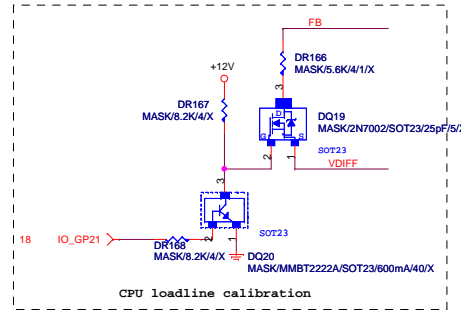 FB
DR166
MASK/5.6K/4/1/X
+12V
DR167
MASK/8.2K/4/X
3
D
G
S
DQ19
MASK/2N7002/SOT23/25pF/5/
SOT23
2
1
VDIFF
3
SOT23
18
IO_GP21
DR168
MASK/8.2K/4/X
2
1
DQ20
MASK/MMBT2222A/SOT23/600mA/40/X
CPU loadline calibration